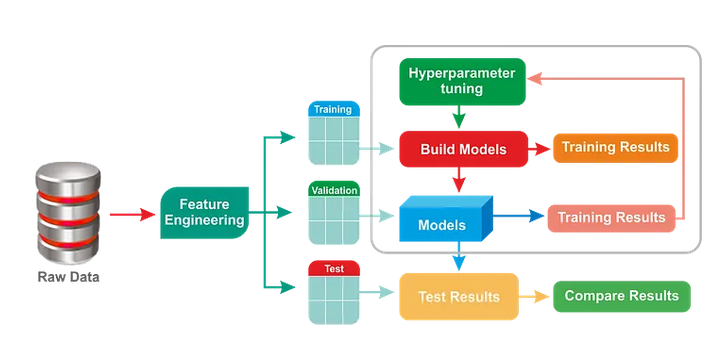 Hyperparameter
tuning
Training
Build Models
Training Results
Feature
Engineering
Validation
Models
Training Results
Raw Data
Test
Test Results
Compare Results